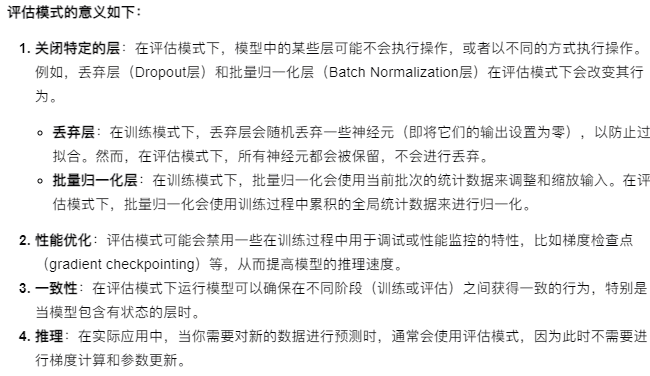 评估模式的意义如下：
1. 关闭特定的层：在评估模式下，模型中的某些层可能不会执行操作，或者以不同的方式执行操作。
例如，丢弃层（Dropout层）和批量归一化层（Batch Normalization层）在评估模式下会改变其行
为。
丢弃层：在训练模式下，丢弃层会随机丢弃一些神经元（即将它们的输出设置为零），以防止过
拟合。然而，在评估模式下，所有神经元都会被保留，不会进行丢弃。
批量归一化层：在训练模式下，批量归一化会使用当前批次的统计数据来调整和缩放输入。在评
估模式下，批量归一化会使用训练过程中累积的全局统计数据来进行归一化。
2. 性能优化：评估模式可能会禁用一些在训练过程中用于调试或性能监控的特性，比如梯度检查点
（gradient checkpointing）等，从而提高模型的推理速度。
3. 一致性：在评估模式下运行模型可以确保在不同阶段（训练或评估）之间获得一致的行为，特别是
当模型包含有状态的层时。
4. 推理：在实际应用中，当你需要对新的数据进行预测时，通常会使用评估模式，因为此时不需要进
行梯度计算和参数更新。